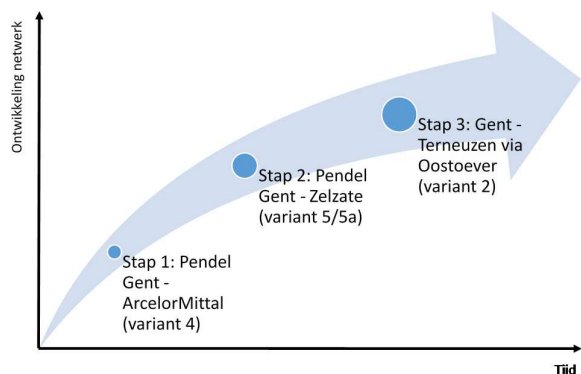 Ontwikkeling netwerk
Stap 3: Gent -
Terneuzen via
Oostoever
(variant 2)
Stap 2: Pendel
Gent - Zelzate
(variant 5/5a)
Stap 1: Pendel
Gent -
ArcelorMittal
(variant 4)
Tijd